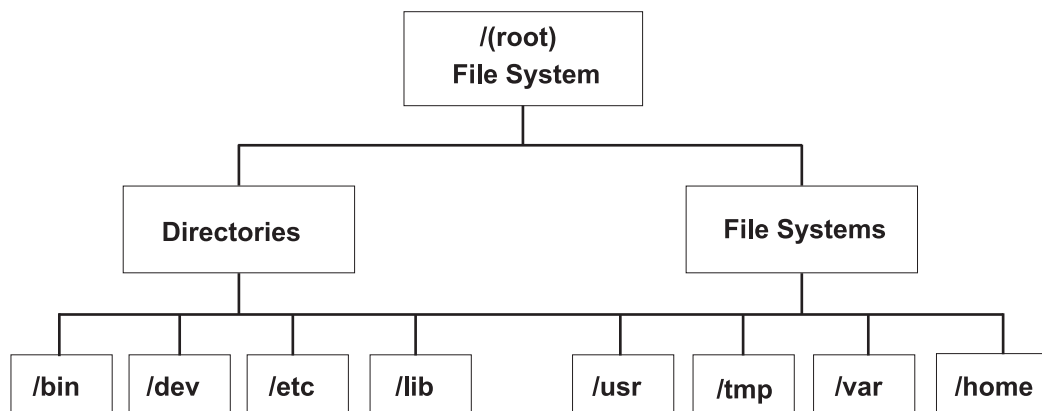 /(root)
File System
Directories
File Systems
/bin
/dev
/etc
/lib
/usr
/tmp
/var
/home